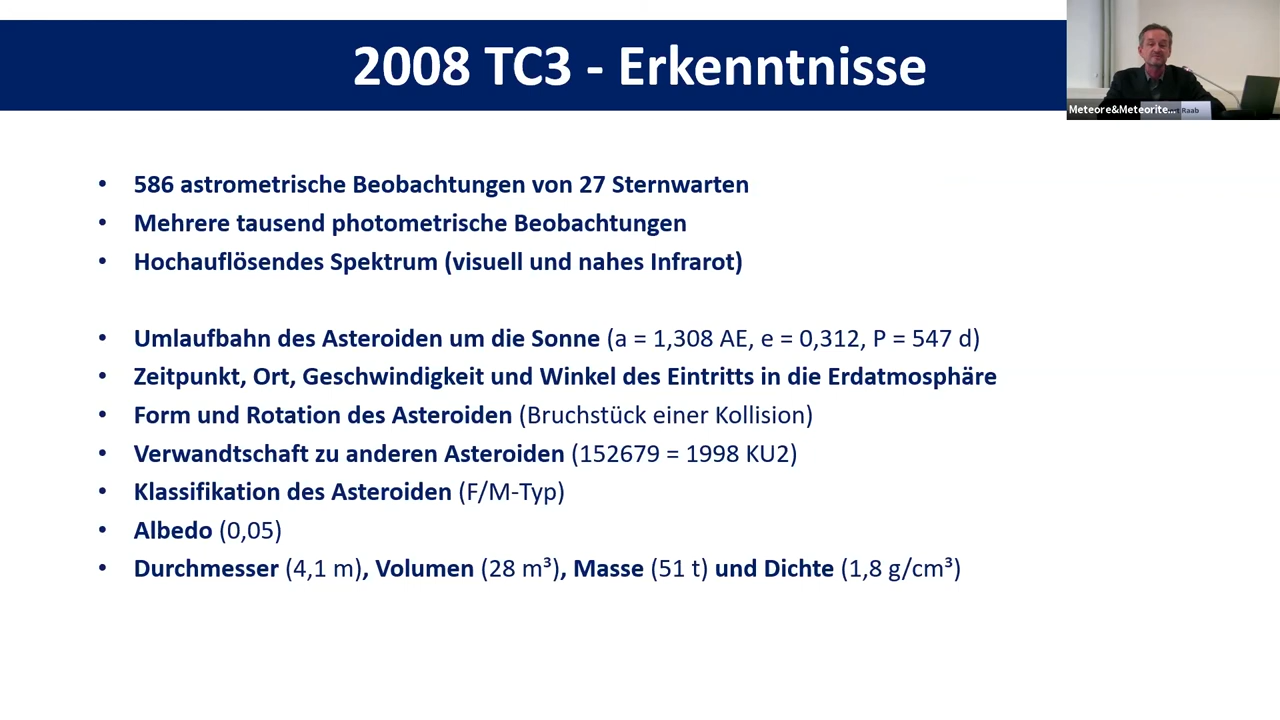 2008 TC3 - Erkenntnisse
Meteore&Meteorite...
Raab
• 586 astrometrische Beobachtungen von 27 Sternwarten
• Mehrere tausend photometrische Beobachtungen
• Hochauflösendes Spektrum (visuell und nahes Infrarot)
• Umlaufbahn des Asteroiden um die Sonne (a = 1,308 AE, e = 0,312, P = 547 d)
• Zeitpunkt, Ort, Geschwindigkeit und Winkel des Eintritts in die Erdatmosphäre
• Form und Rotation des Asteroiden (Bruchstück einer Kollision)
• Verwandtschaft zu anderen Asteroiden (152679 = 1998 KU2)
• Klassifikation des Asteroiden (F/M-Typ)
• Albedo (0,05)
• Durchmesser (4,1 m), Volumen (28 m³), Masse (51 t) und Dichte (1,8 g/cm³)